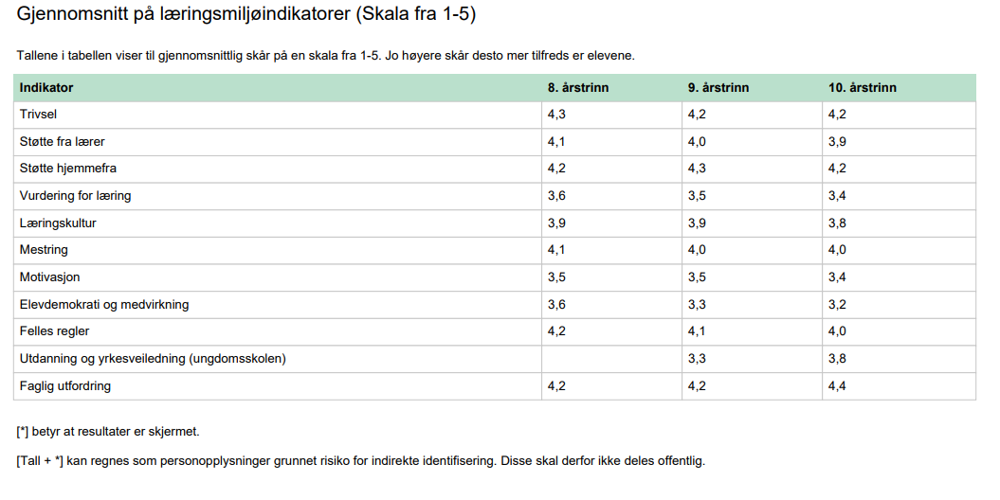 Gjennomsnitt på læringsmiljøindikatorer (Skala fra 1-5)
Tallene i tabellen viser til gjennomsnittlig skår på en skala fra 1-5. Jo høyere skår desto mer tilfreds er elevene.
Indikator 8. årstrinn 9. årstrinn 10. årstrinn
Trivsel 4,3 4,2 4,2
Støtte fra lærer 4,1 4,0 3,9
Støtte hjemmefra 4,2 4,3 4,2
Vurdering for læring 3,6 3,5 3,4
Læringskultur 3,9 3,9 3,8
Mestring 4,1 4,0 4,0
Motivasjon 3,5 3,5 3,4
Elevdemokrati og medvirkning 3,6 3,3 3,2
Felles regler 4,2 4,1 4,0
Utdanning og yrkesveiledning (ungdomsskolen) 3,3 3,8
Faglig utfordring 4,2 4,2 4,4
[*] betyr at resultater er skjermet.
[Tall + *] kan regnes som personopplysninger grunnet risiko for indirekte identifisering. Disse skal derfor ikke deles offentlig.